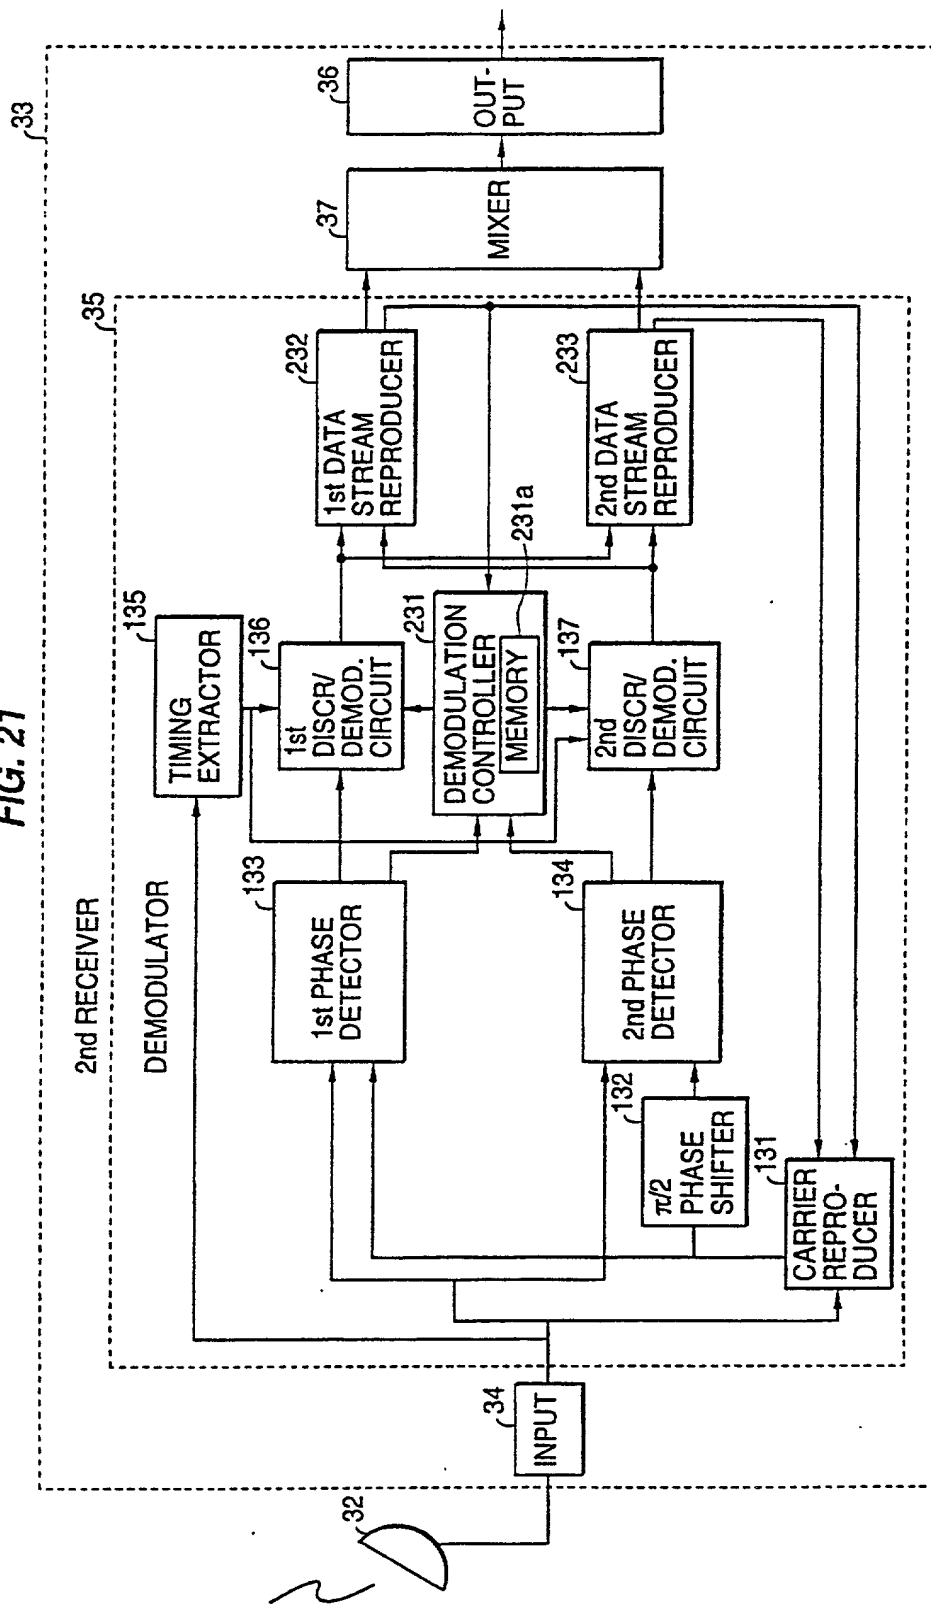 FIG. 21
33
2nd RECEIVER
35
DEMODULATOR
32
34
INPUT
135
TIMING
EXTRACTOR
133
1st PHASE
DETECTOR
136
1st
DISCR/
DEMOD.
CIRCUIT
232
1st DATA
STREAM
REPRODUCER
37
MIXER
36
OUT-
PUT
231
DEMODULATION
CONTROLLER
MEMORY
231a
134
2nd PHASE
DETECTOR
137
2nd
DISCR/
DEMOD.
CIRCUIT
233
2nd DATA
STREAM
REPRODUCER
132
π/2
PHASE
SHIFTER
131
CARRIER
REPRO-
DUCER